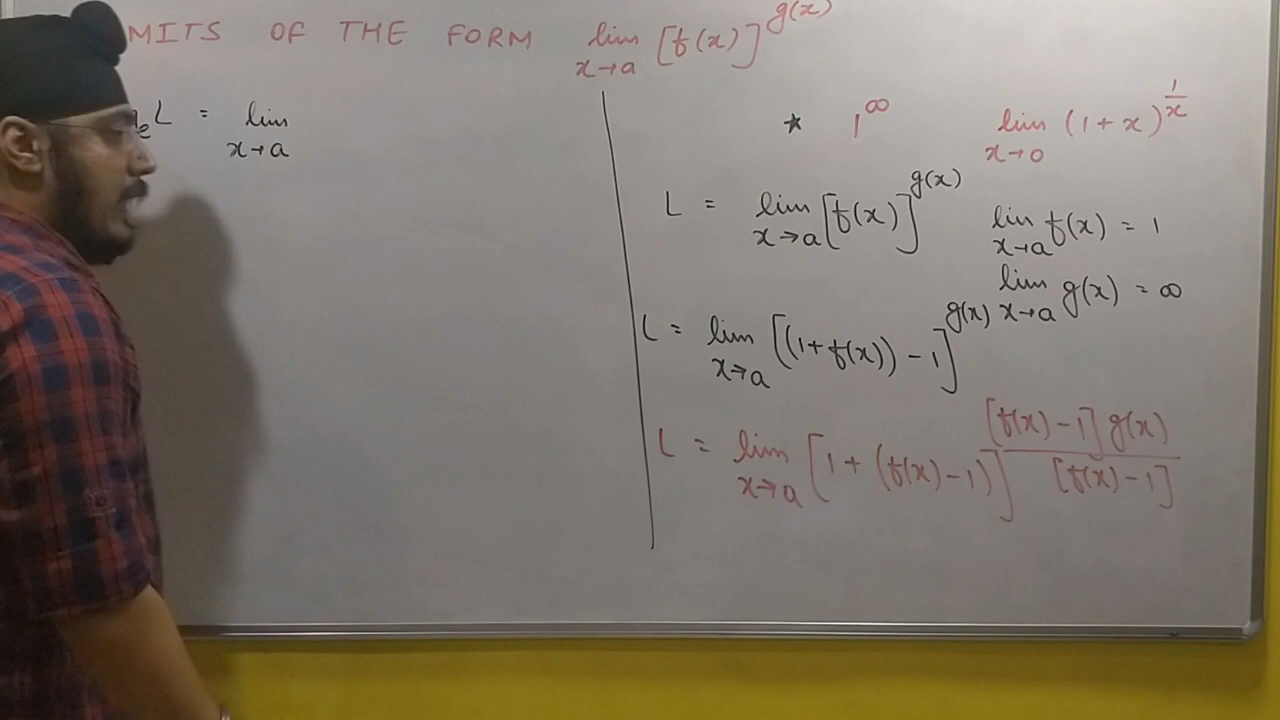 MITS OF THE FORM lim x→a [f(x)]^g(x)
L = lim x→a
★ 1^∞ lim x→0 (1+x)^(1/x)
L = lim x→a [f(x)]^g(x) lim x→a f(x) = 1
lim x→a g(x) = ∞
L = lim x→a [(1+f(x)) - 1]^g(x)
L = lim x→a [1 + (f(x) - 1)]^([f(x) - 1] g(x) / [f(x) - 1])